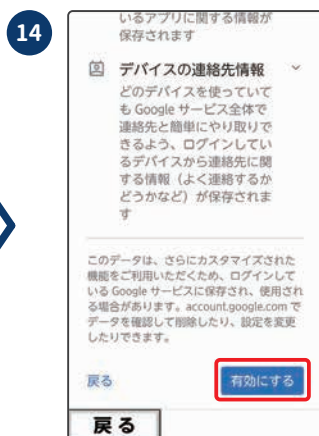 14
いるアプリに関する情報が
保存されます
デバイスの連絡先情報
どのデバイスを使っていて
も Google サービス全体で
連絡先と簡単にやり取りで
きるよう、ログインしてい
るデバイスから連絡先に関
する情報（よく連絡するか
どうかなど）が保存されま
す
このデータは、さらにカスタマイズされた
機能をご利用いただくため、ログインして
いる Google サービスに保存され、使用され
る場合があります。account.google.com で
データを確認して削除したり、設定を変更
したりできます。
戻る
有効にする
戻る